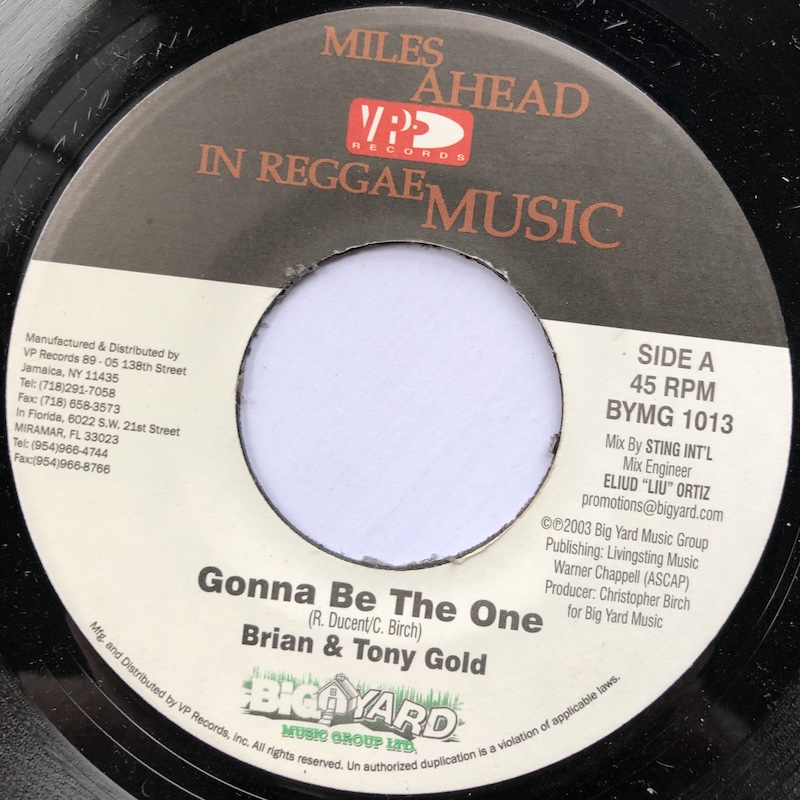 MILES
AHEAD
VP
RECORDS
IN REGGAE
MUSIC
Manufactured & Distributed by
VP Records 89 - 05 138th Street
Jamaica, NY 11435
Tel: (718)291-7058
Fax: (718) 658-3573
In Florida, 6022 S.W. 21st Street
MIRAMAR, FL 33023
Tel: (954)966-4744
Fax:(954)966-8766
SIDE A
45 RPM
BYMG 1013
Mix By STING INT'L
Mix Engineer
ELIUD "LIU" ORTIZ
promotions@bigyard.com
©℗2003 Big Yard Music Group
Publishing: Livingsting Music
Warner Chappell (ASCAP)
Producer: Christopher Birch
for Big Yard Music
Gonna Be The One
(R. Ducent/C. Birch)
Brian & Tony Gold
BiG YARD
MUSIC GROUP LTD.
Mfg. and Distributed by VP Records, Inc. All rights reserved. Un authorized duplication is a violation of applicable laws.